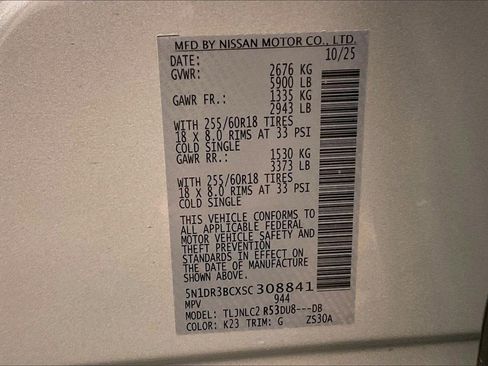 MFD BY NISSAN MOTOR CO., LTD.
DATE: 10/25
GVWR: 2676 KG
5900 LB
GAWR FR.: 1335 KG
2943 LB
WITH 255/60R18 TIRES
18 X 8.0 RIMS AT 33 PSI
COLD SINGLE
GAWR RR.: 1530 KG
3373 LB
WITH 255/60R18 TIRES
18 X 8.0 RIMS AT 33 PSI
COLD SINGLE
THIS VEHICLE CONFORMS TO
ALL APPLICABLE FEDERAL
MOTOR VEHICLE SAFETY AND
THEFT PREVENTION
STANDARDS IN EFFECT ON
THE DATE OF MANUFACTURE
SHOWN ABOVE.
5N1DR3BCXSC308841
MPV 944
MODEL: TLJNLC2 R53DU8---DB
COLOR: K23 TRIM: G ZS30A